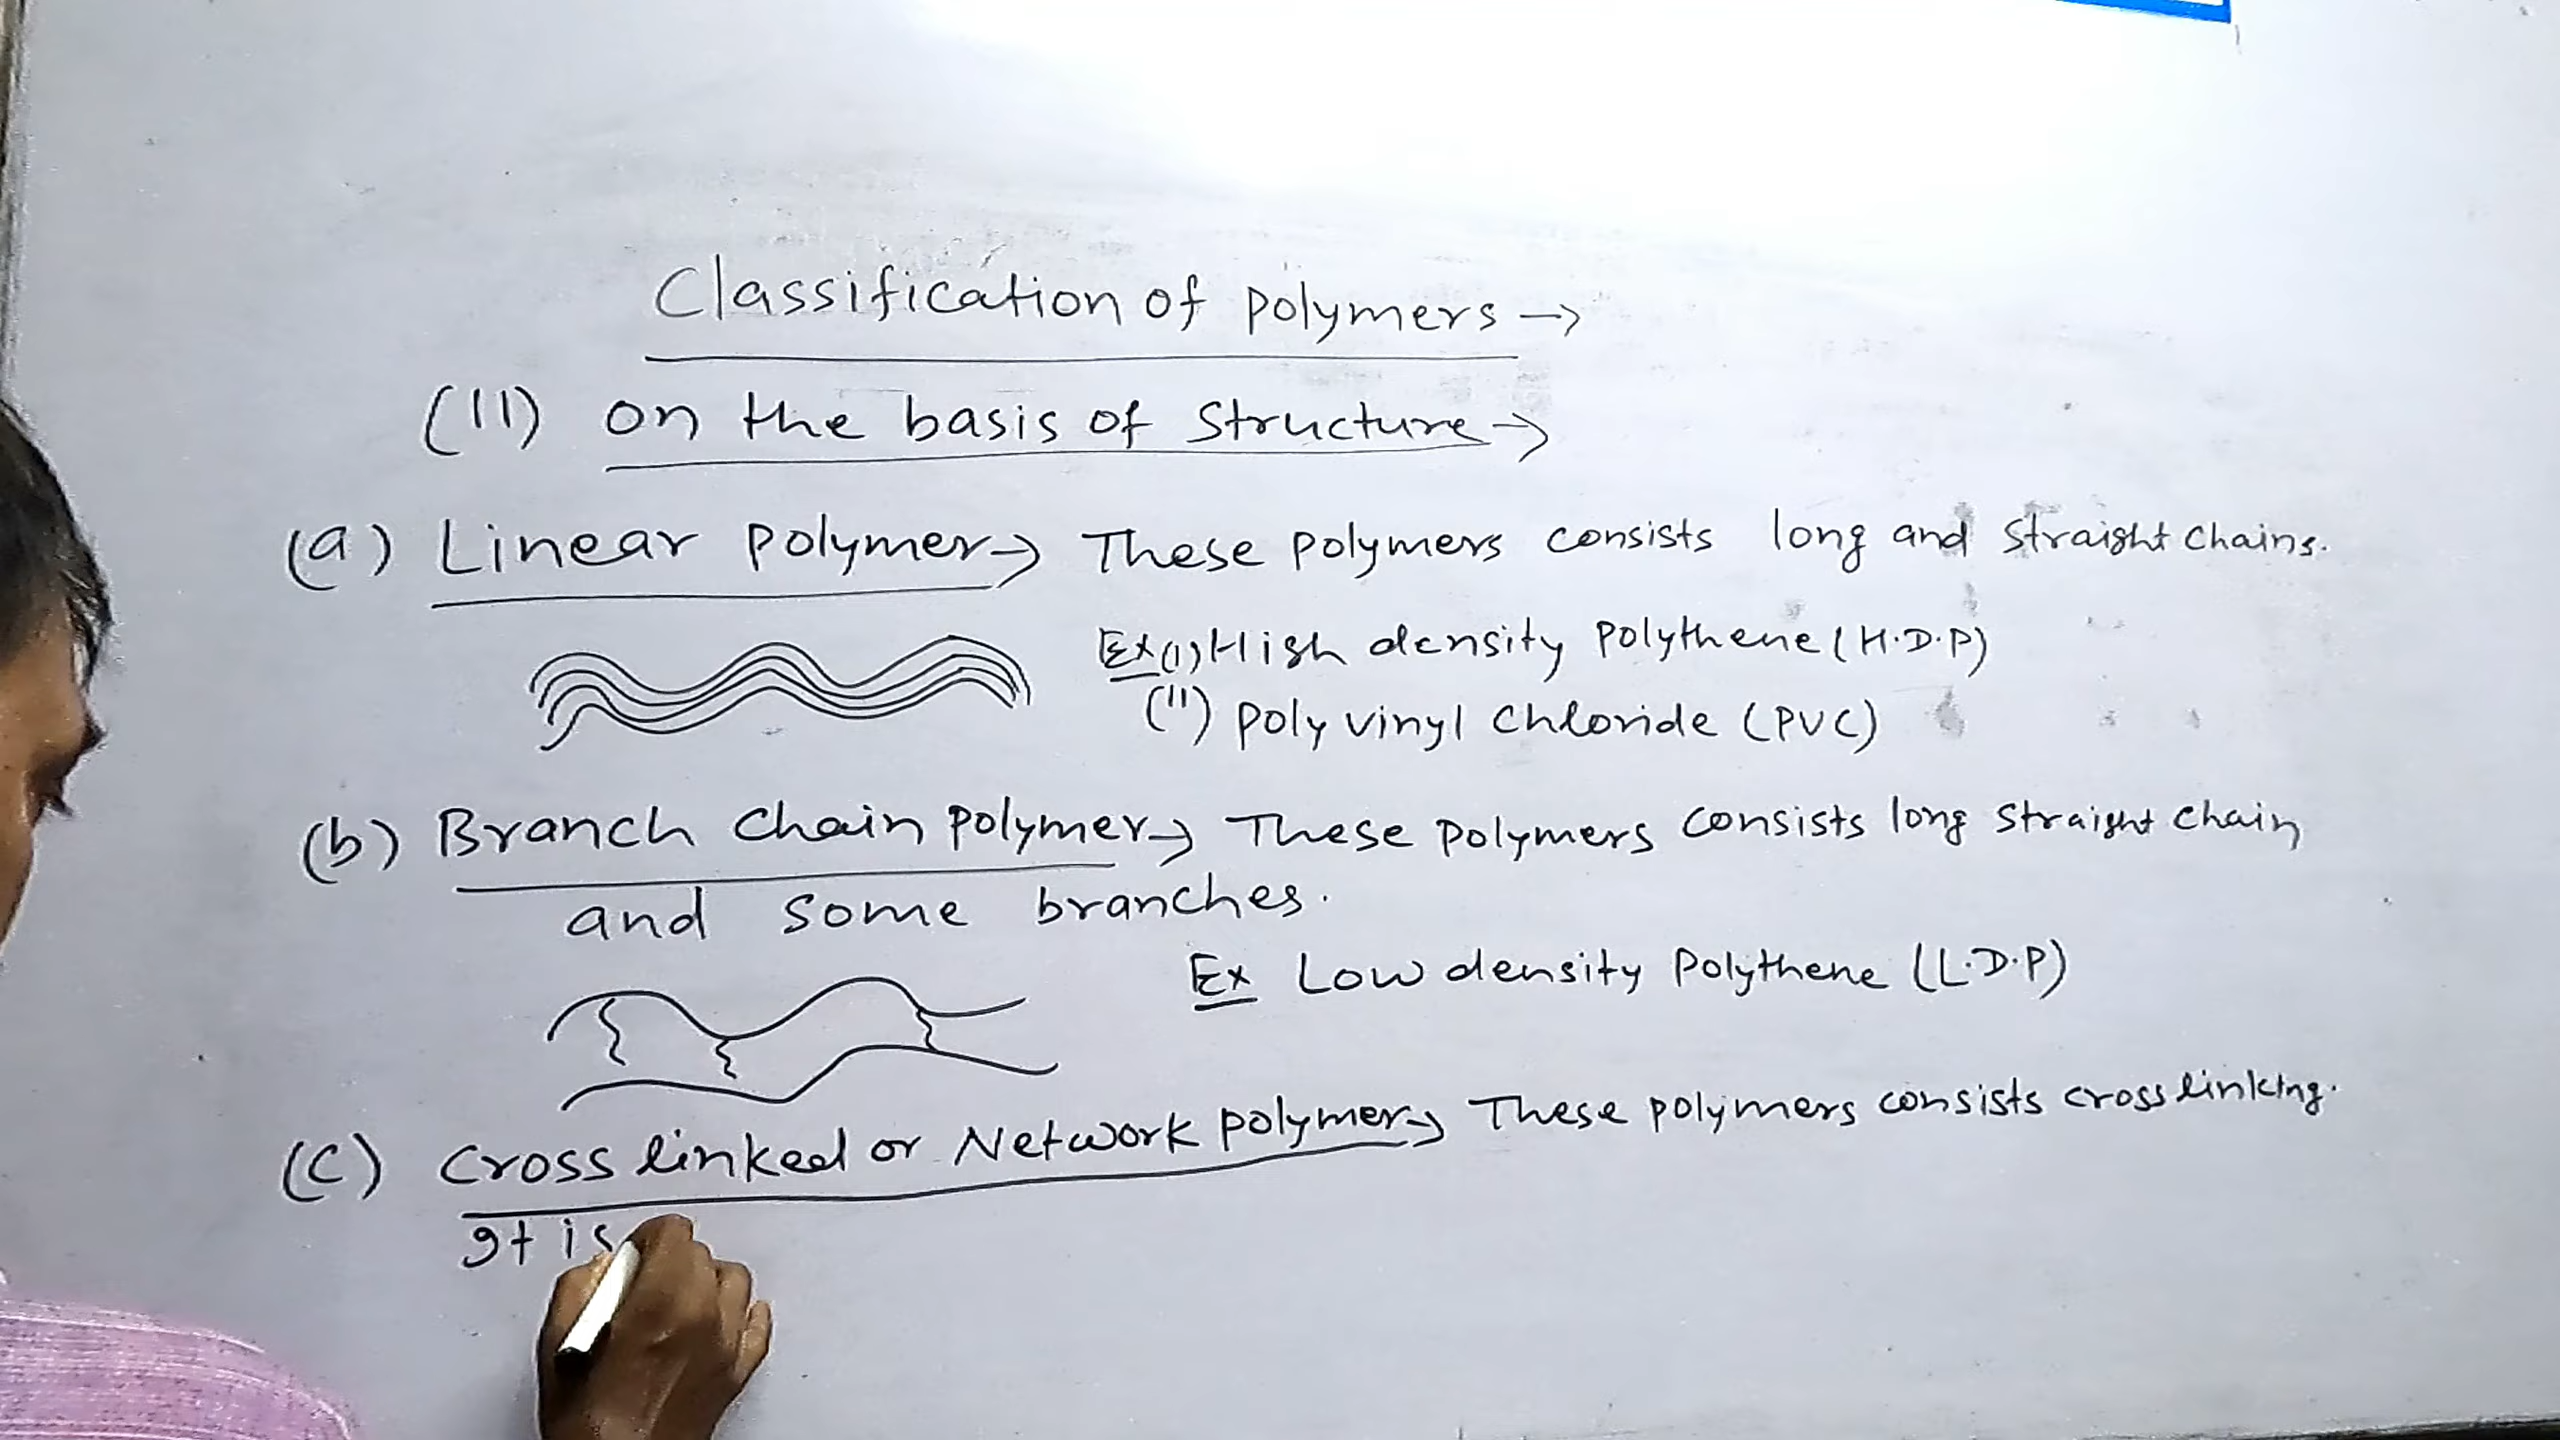 Classification of polymers →
(II) on the basis of Structure →
(a) Linear polymer → These polymers consists long and straight chains.
Ex (I) High density polythene (H.D.P)
(II) poly vinyl chloride (PVC)
(b) Branch chain polymer → These polymers consists long straight chain
and some branches.
Ex Low density polythene (L.D.P)
(C) Cross linked or Network polymer → These polymers consists cross linking.
It is